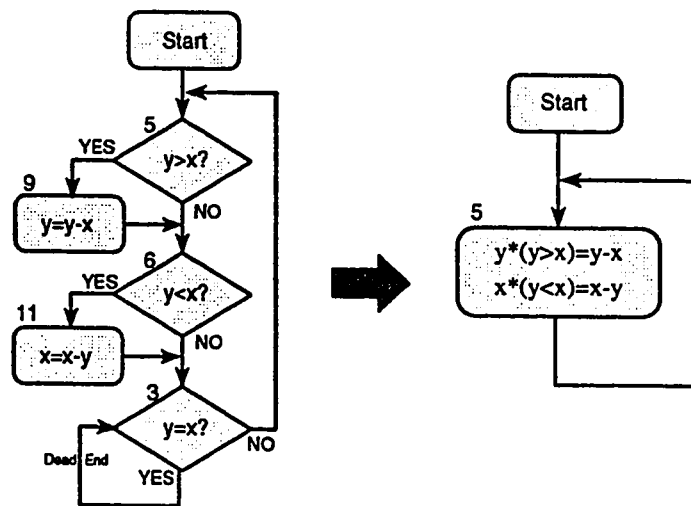 Start
5
YES
y>x?
9
y=y-x
NO
6
YES
y<x?
11
x=x-y
NO
3
y=x?
NO
Dead End
YES
Start
5
y*(y>x)=y-x
x*(y<x)=x-y